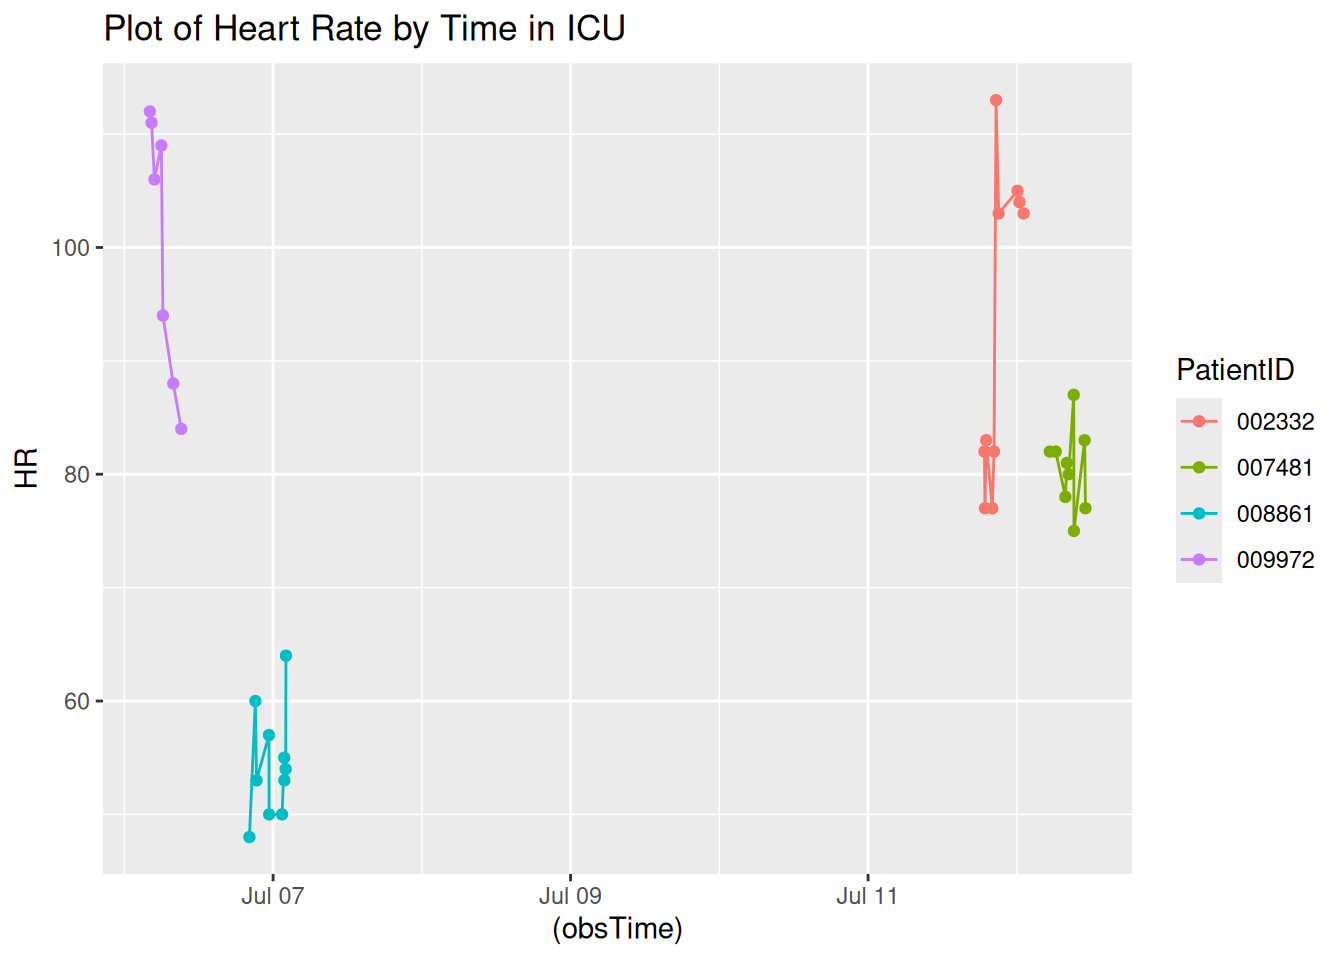 Plot of Heart Rate by Time in ICU
HR
100
80
60
Jul 07
Jul 09
Jul 11
(obsTime)
PatientID
002332
007481
008861
009972